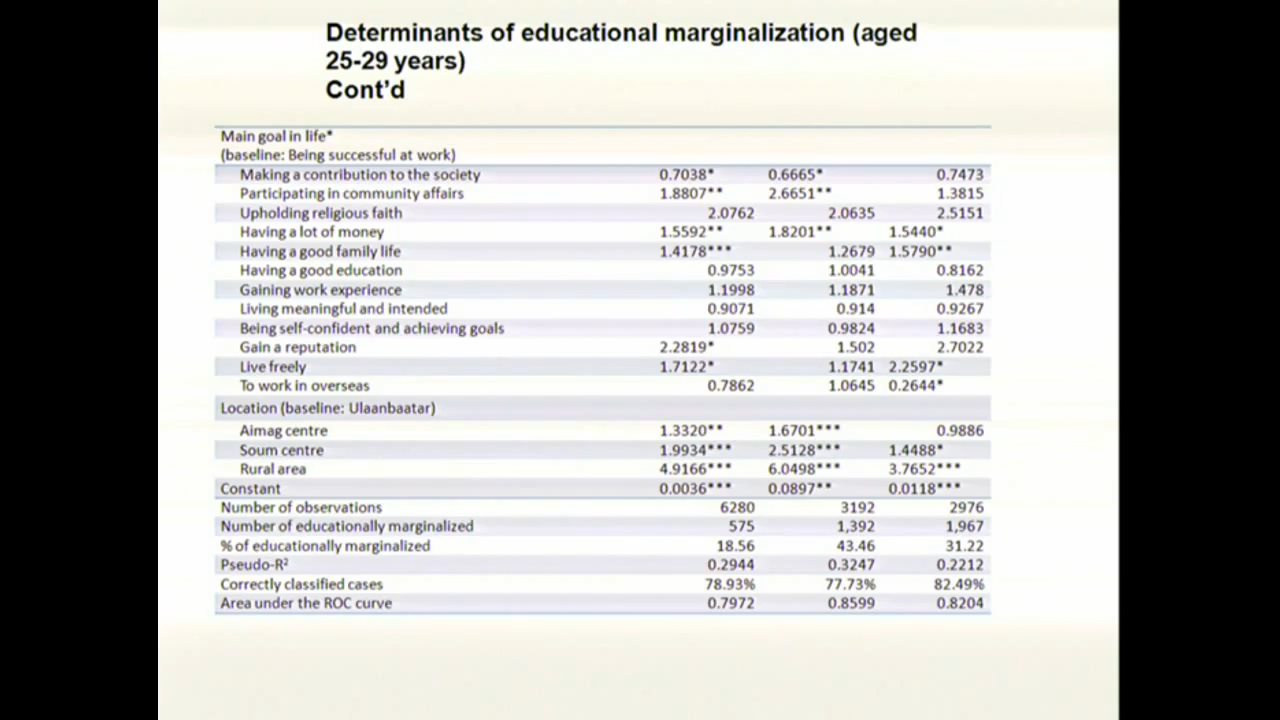 Determinants of educational marginalization (aged
25-29 years)
Cont'd
Main goal in life*
(baseline: Being successful at work)
Making a contribution to the society 0.7038* 0.6665* 0.7473
Participating in community affairs 1.8807** 2.6651** 1.3815
Upholding religious faith 2.0762 2.0635 2.5151
Having a lot of money 1.5592** 1.8201** 1.5440*
Having a good family life 1.4178*** 1.2679 1.5790**
Having a good education 0.9753 1.0041 0.8162
Gaining work experience 1.1998 1.1871 1.478
Living meaningful and intended 0.9071 0.914 0.9267
Being self-confident and achieving goals 1.0759 0.9824 1.1683
Gain a reputation 2.2819* 1.502 2.7022
Live freely 1.7122* 1.1741 2.2597*
To work in overseas 0.7862 1.0645 0.2644*
Location (baseline: Ulaanbaatar)
Aimag centre 1.3320** 1.6701*** 0.9886
Soum centre 1.9934*** 2.5128*** 1.4488*
Rural area 4.9166*** 6.0498*** 3.7652***
Constant 0.0036*** 0.0897** 0.0118***
Number of observations 6280 3192 2976
Number of educationally marginalized 575 1,392 1,967
% of educationally marginalized 18.56 43.46 31.22
Pseudo-R² 0.2944 0.3247 0.2212
Correctly classified cases 78.93% 77.73% 82.49%
Area under the ROC curve 0.7972 0.8599 0.8204